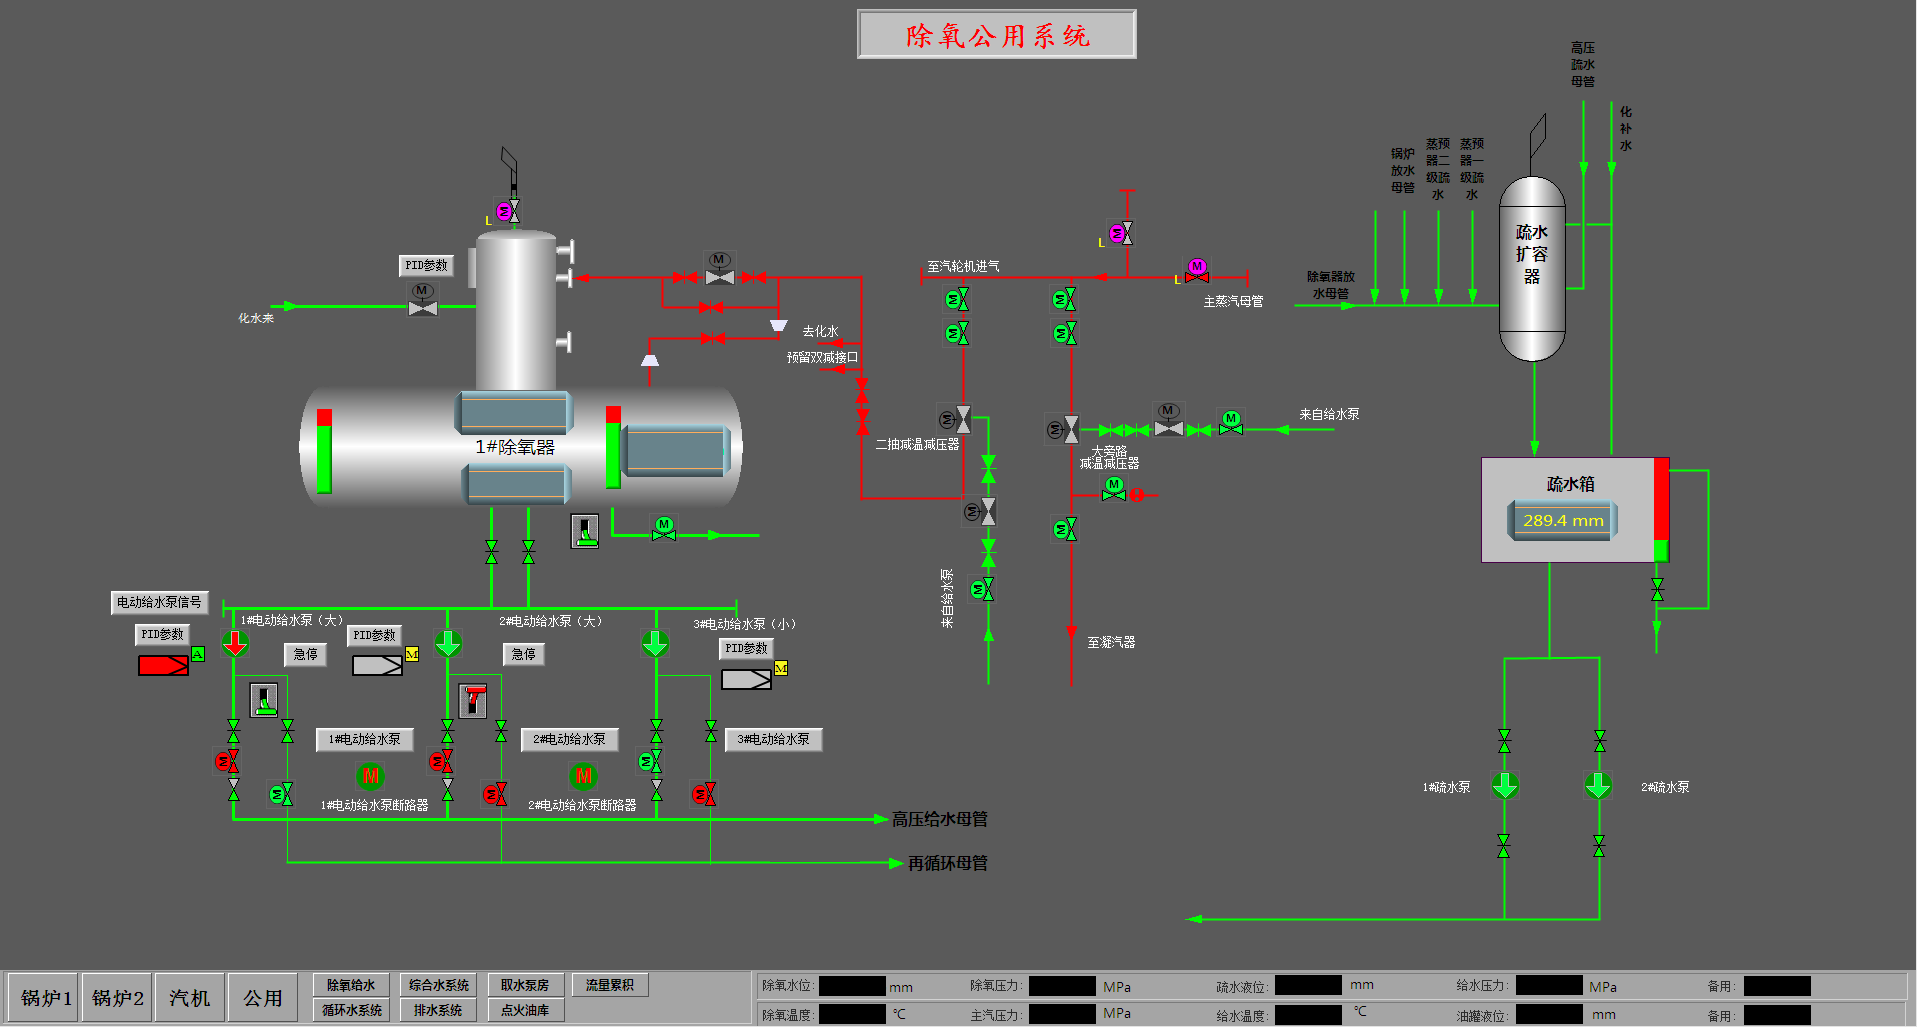 除氧公用系统
高压
疏水
母管
化
补
水
锅炉
放水
母管
蒸预
器二
级疏
水
蒸预
器一
级疏
水
疏水
扩容
器
除氧器放
水母管
L
M
PID参数
M
化水来
M
去化水
预留双减接口
至汽轮机进气
L
M
M
L
主蒸汽母管
M
M
M
M
1#除氧器
M
二抽减温减压器
M
M
M
来自给水泵
大旁路
减温减压器
M
M
M
M
来自给水泵
至凝汽器
M
疏水箱
289.4 mm
电动给水泵信号
1#电动给水泵（大）
2#电动给水泵（大）
3#电动给水泵（小）
PID参数
A
急停
PID参数
M
急停
PID参数
M
1#电动给水泵
2#电动给水泵
3#电动给水泵
M
M
M
M
M
M
M
M
1#电动给水泵断路器
2#电动给水泵断路器
高压给水母管
再循环母管
1#疏水泵
2#疏水泵
锅炉1
锅炉2
汽机
公用
除氧给水
综合水系统
取水泵房
流量累积
循环水系统
排水系统
点火油库
除氧水位:
mm
除氧压力:
MPa
疏水液位:
mm
给水压力:
MPa
备用:
除氧温度:
℃
主汽压力:
MPa
给水温度:
℃
油罐液位:
mm
备用: